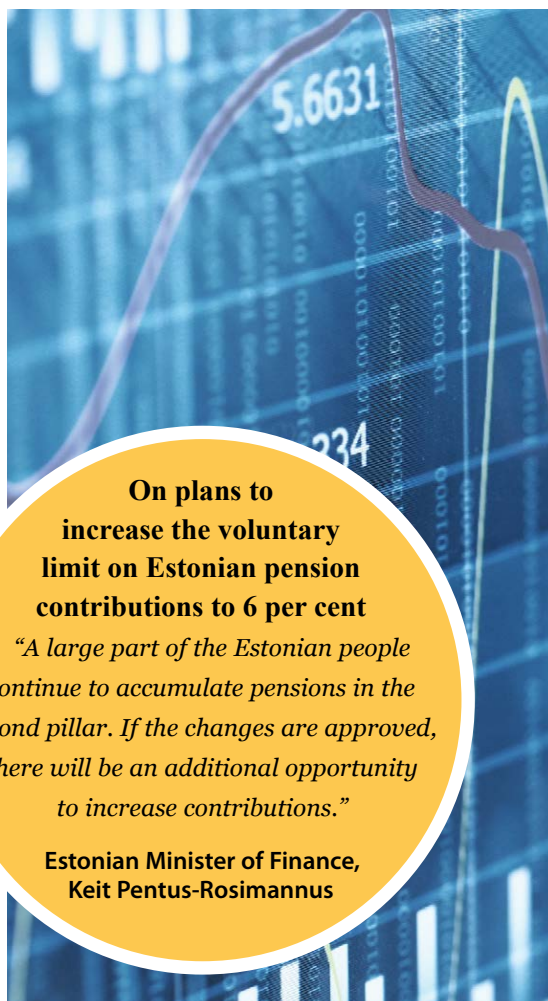 5.6631
On plans to
increase the voluntary
limit on Estonian pension
contributions to 6 per cent
“A large part of the Estonian people
ontinue to accumulate pensions in the
ond pillar. If the changes are approved,
here will be an additional opportunity
to increase contributions.”
Estonian Minister of Finance,
Keit Pentus-Rosimannus